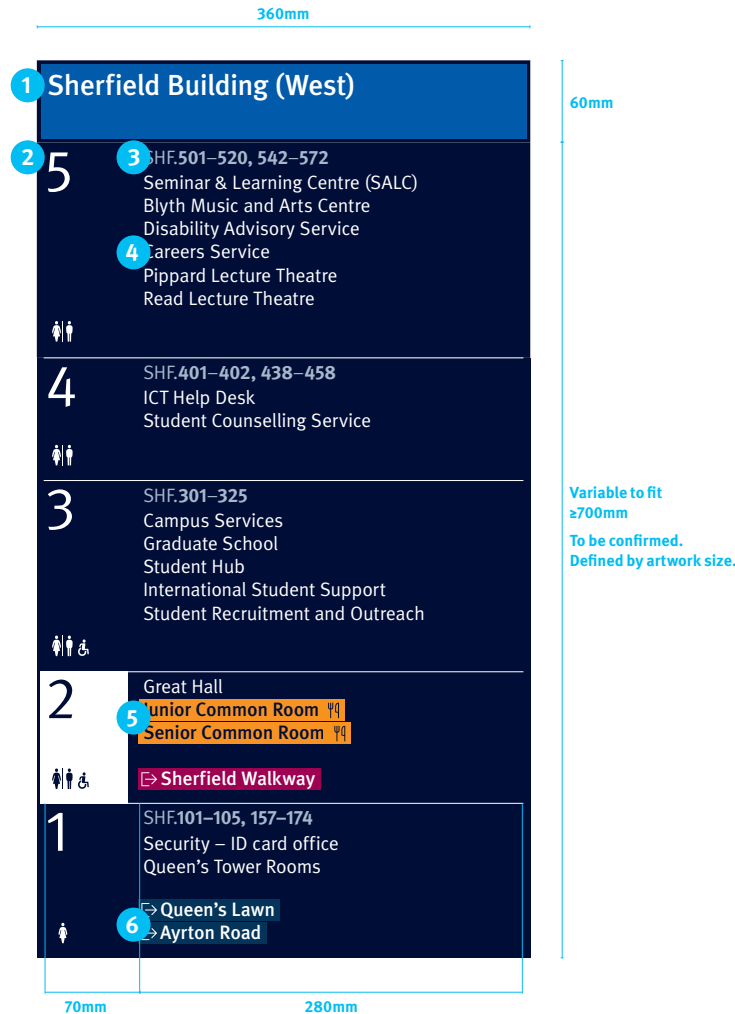 360mm
1 Sherfield Building (West)
60mm
2 5
3 SHF.501–520, 542–572
Seminar & Learning Centre (SALC)
Blyth Music and Arts Centre
Disability Advisory Service
4 Careers Service
Pippard Lecture Theatre
Read Lecture Theatre
4
SHF.401–402, 438–458
ICT Help Desk
Student Counselling Service
3
SHF.301–325
Campus Services
Graduate School
Student Hub
International Student Support
Student Recruitment and Outreach
Variable to fit
≥700mm
To be confirmed.
Defined by artwork size.
2
Great Hall
5 Junior Common Room
Senior Common Room
Sherfield Walkway
1
SHF.101–105, 157–174
Security – ID card office
Queen’s Tower Rooms
Queen’s Lawn
6 Ayrton Road
70mm
280mm